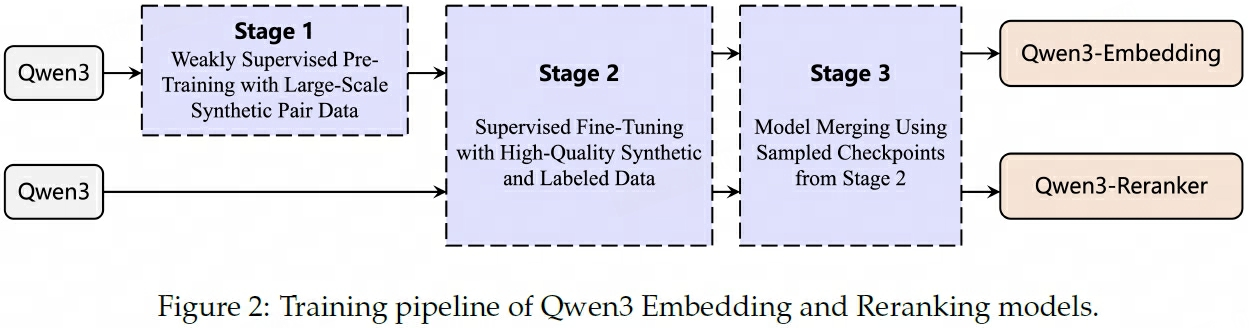 Qwen3
Stage 1
Weakly Supervised Pre-
Training with Large-Scale
Synthetic Pair Data
Qwen3
Stage 2
Supervised Fine-Tuning
with High-Quality Synthetic
and Labeled Data
Stage 3
Model Merging Using
Sampled Checkpoints
from Stage 2
Qwen3-Embedding
Qwen3-Reranker
Figure 2: Training pipeline of Qwen3 Embedding and Reranking models.